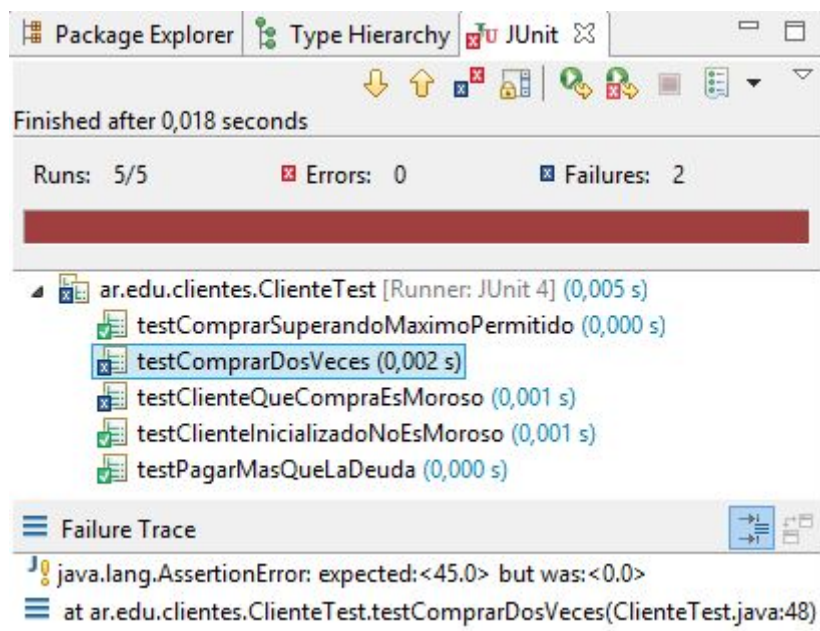 Package Explorer Type Hierarchy JUnit
Finished after 0,018 seconds
Runs: 5/5 Errors: 0 Failures: 2
ar.edu.clientes.ClienteTest [Runner: JUnit 4] (0,005 s)
testComprarSuperandoMaximoPermitido (0,000 s)
testComprarDosVeces (0,002 s)
testClienteQueCompraEsMoroso (0,001 s)
testClienteInicializadoNoEsMoroso (0,001 s)
testPagarMasQueLaDeuda (0,000 s)
Failure Trace
java.lang.AssertionError: expected:<45.0> but was:<0.0>
at ar.edu.clientes.ClienteTest.testComprarDosVeces(ClienteTest.java:48)